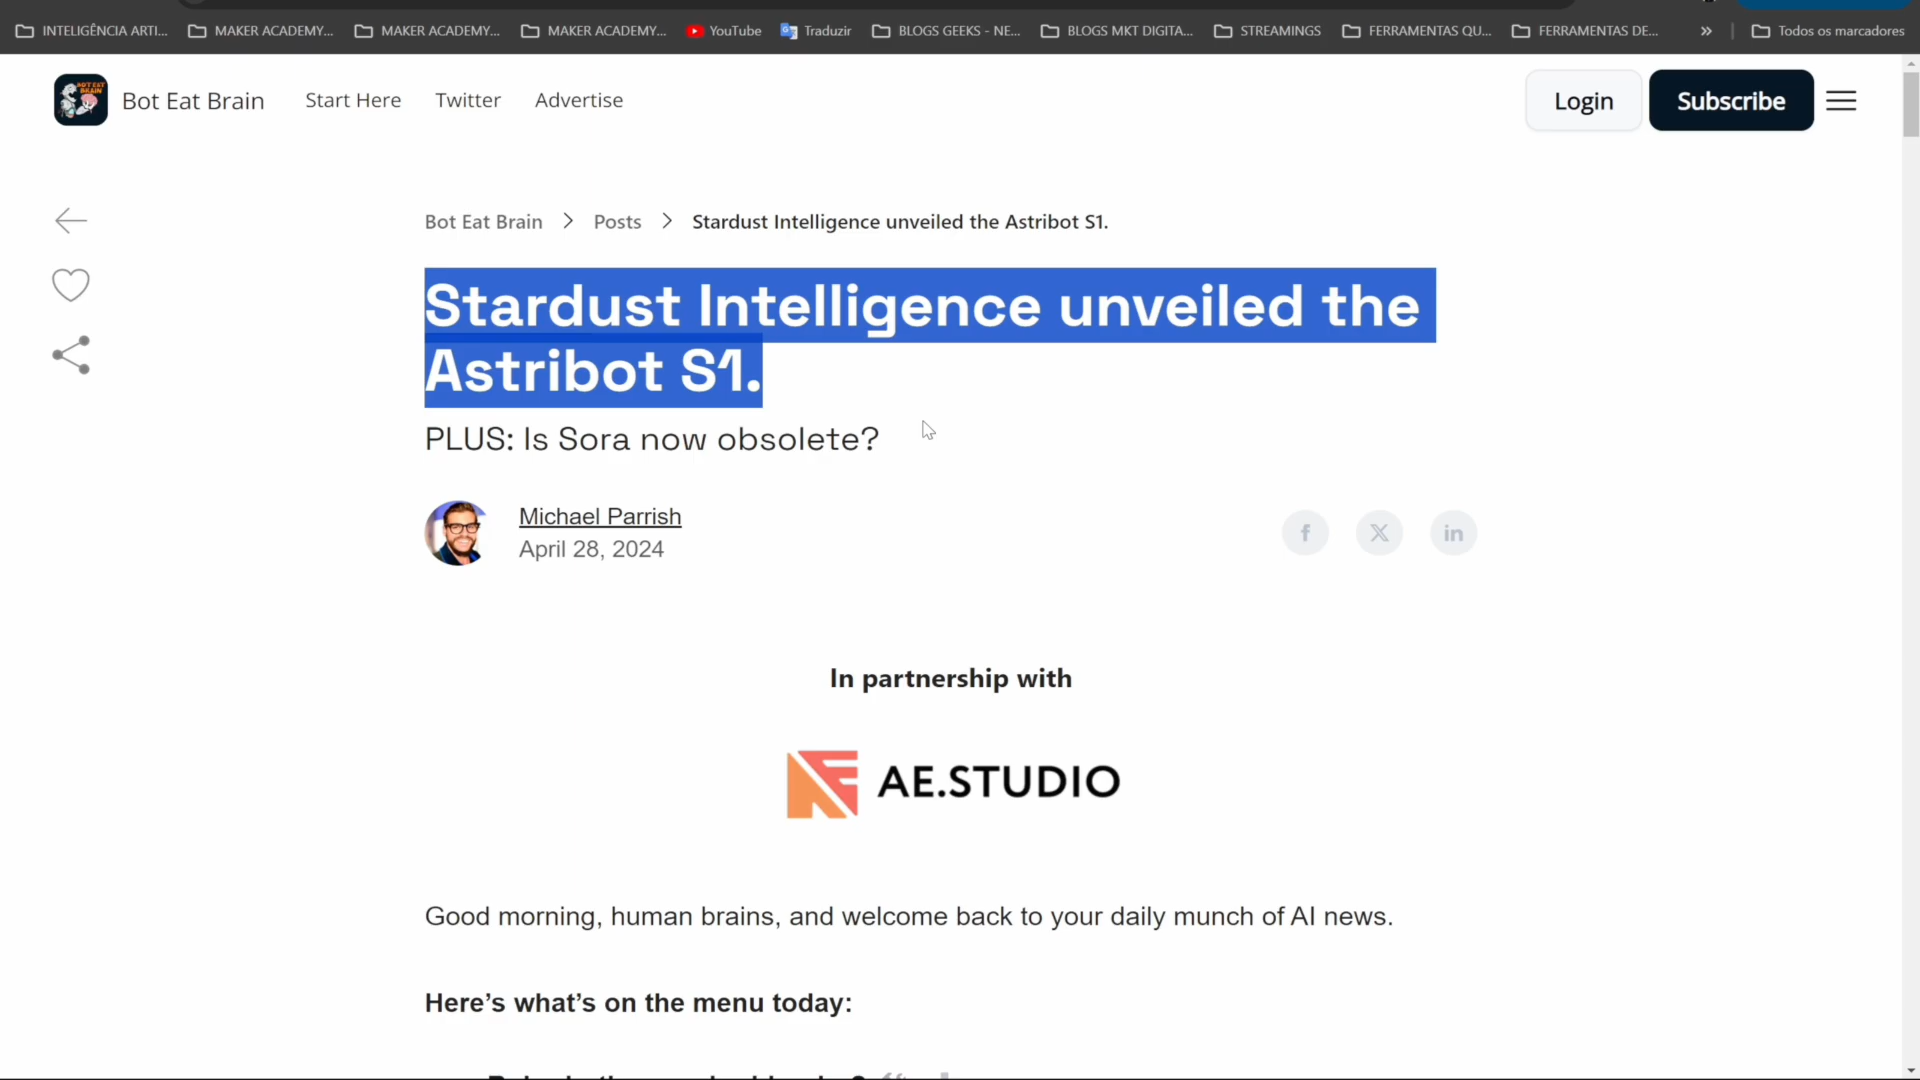 INTELIGÊNCIA ARTI... MAKER ACADEMY... MAKER ACADEMY... MAKER ACADEMY... YouTube Traduzir BLOGS GEEKS - NE... BLOGS MKT DIGITA... STREAMINGS FERRAMENTAS QU... FERRAMENTAS DE... » Todos os marcadores
Bot Eat Brain Start Here Twitter Advertise Login Subscribe
Bot Eat Brain > Posts > Stardust Intelligence unveiled the Astribot S1.
Stardust Intelligence unveiled the
Astribot S1.
PLUS: Is Sora now obsolete?
Michael Parrish
April 28, 2024
In partnership with
AE.STUDIO
Good morning, human brains, and welcome back to your daily munch of AI news.
Here's what's on the menu today: